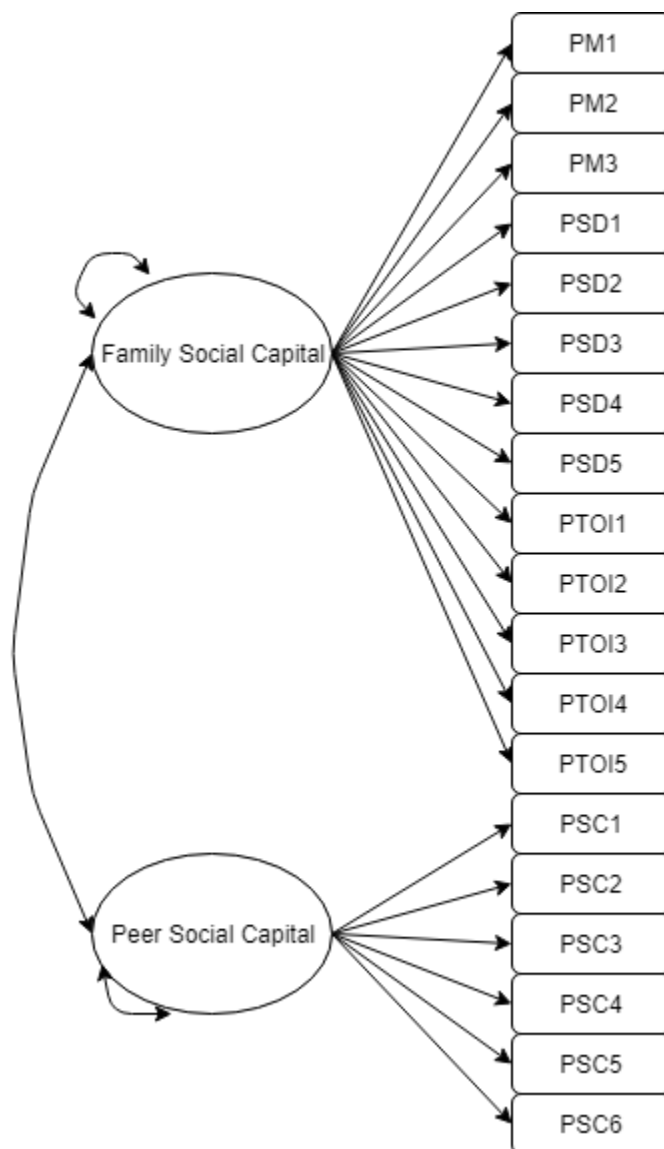 PM1
PM2
PM3
PSD1
PSD2
Family Social Capital
PSD3
PSD4
PSD5
PTOI1
PTOI2
PTOI3
PTOI4
PTOI5
PSC1
PSC2
Peer Social Capital
PSC3
PSC4
PSC5
PSC6